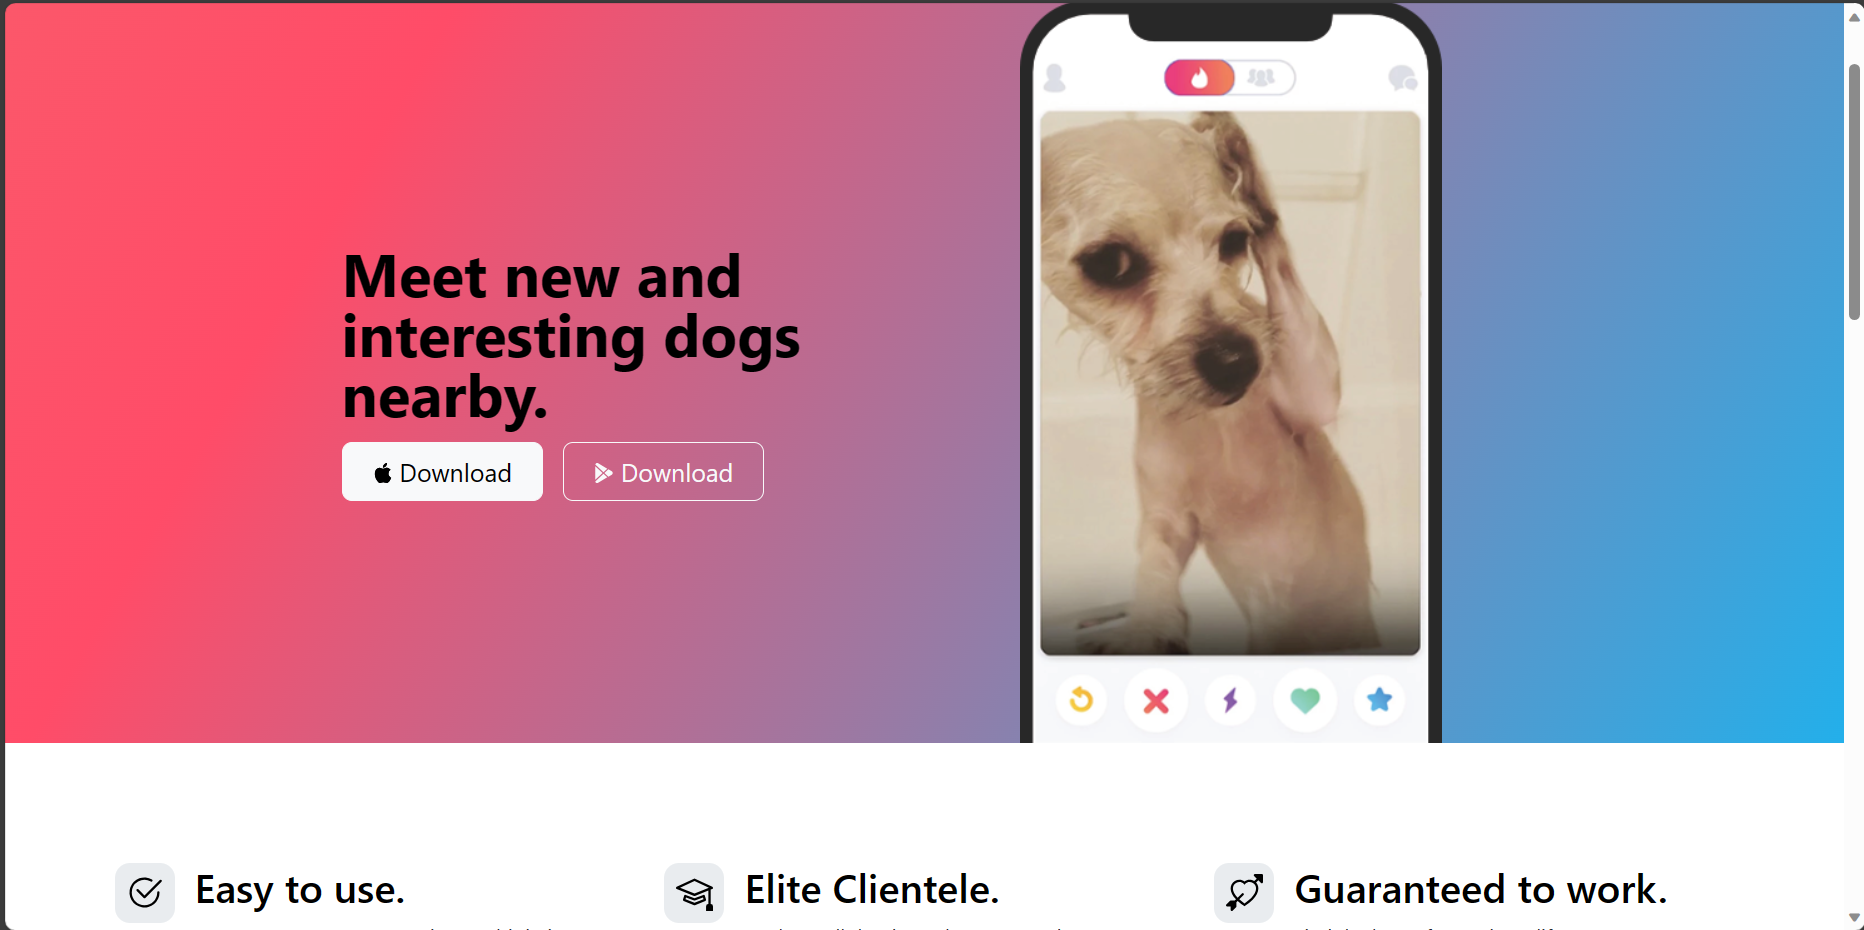 Meet new and
interesting dogs
nearby.
Download
Download
Easy to use.
Elite Clientele.
Guaranteed to work.